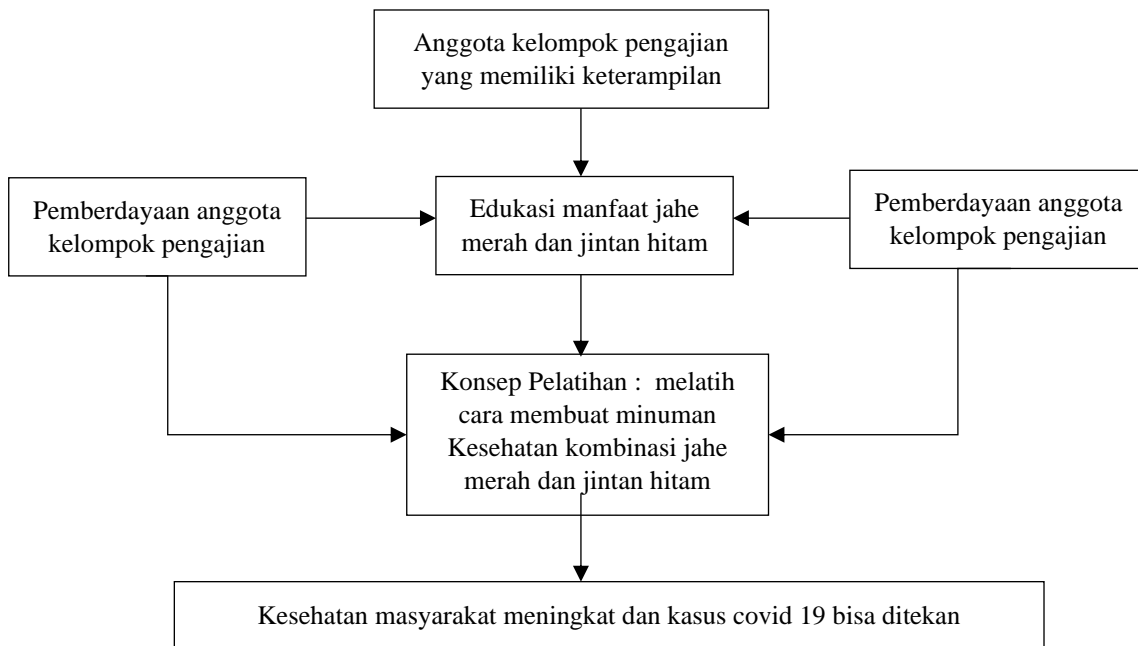 Anggota kelompok pengajian
yang memiliki keterampilan
Pemberdayaan anggota
kelompok pengajian
Edukasi manfaat jahe
merah dan jintan hitam
Pemberdayaan anggota
kelompok pengajian
Konsep Pelatihan : melatih
cara membuat minuman
Kesehatan kombinasi jahe
merah dan jintan hitam
Kesehatan masyarakat meningkat dan kasus covid 19 bisa ditekan